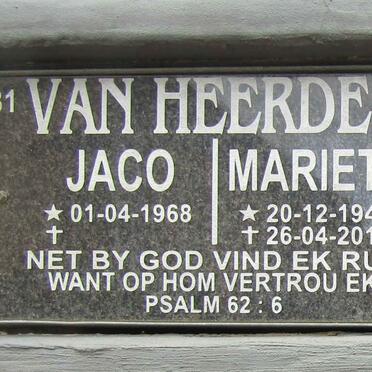 31 VAN HEERDE
JACO | MARIET
★ 01-04-1968 ★ 20-12-194
✝ ✝ 26-04-201
NET BY GOD VIND EK RU
WANT OP HOM VERTROU EK
PSALM 62 : 6